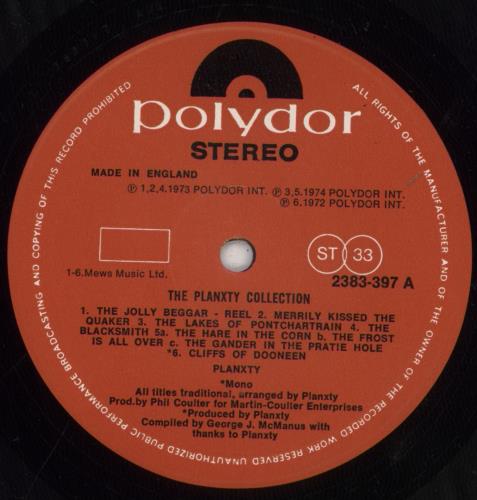 polydor
STEREO
MADE IN ENGLAND
℗ 1,2,4.1973 POLYDOR INT. ℗ 3,5.1974 POLYDOR INT.
℗ 6.1972 POLYDOR INT.
ST 33
1-6.Mews Music Ltd.
2383-397 A
THE PLANXTY COLLECTION
1. THE JOLLY BEGGAR - REEL 2. MERRILY KISSED THE
QUAKER 3. THE LAKES OF PONTCHARTRAIN 4. THE
BLACKSMITH 5a. THE HARE IN THE CORN b. THE FROST
IS ALL OVER c. THE GANDER IN THE PRATIE HOLE
*6. CLIFFS OF DOONEEN
PLANXTY
*Mono
All titles traditional, arranged by Planxty
Prod.by Phil Coulter for Martin-Coulter Enterprises
*Produced by Planxty
Compiled by George J. McManus with
thanks to Planxty
ALL RIGHTS OF THE MANUFACTURER AND OF THE OWNER OF THE RECORDED WORK RESERVED UNAUTHORIZED PUBLIC PERFORMANCE BROADCASTING AND COPYING OF THIS RECORD PROHIBITED